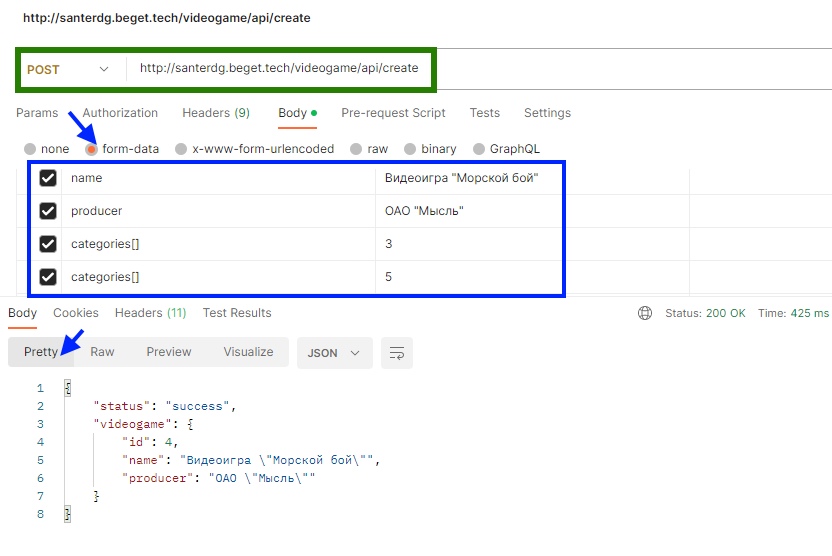 http://santerdg.beget.tech/videogame/api/create
POST http://santerdg.beget.tech/videogame/api/create
Params Authorization Headers (9) Body Pre-request Script Tests Settings
none form-data x-www-form-urlencoded raw binary GraphQL
name Видеоигра "Морской бой"
producer ОАО "Мысль"
categories[] 3
categories[] 5
Body Cookies Headers (11) Test Results Status: 200 OK Time: 425 ms
Pretty Raw Preview Visualize JSON
1 {
2 "status": "success",
3 "videogame": {
4 "id": 4,
5 "name": "Видеоигра \"Морской бой\"",
6 "producer": "ОАО \"Мысль\""
7 }
8 }